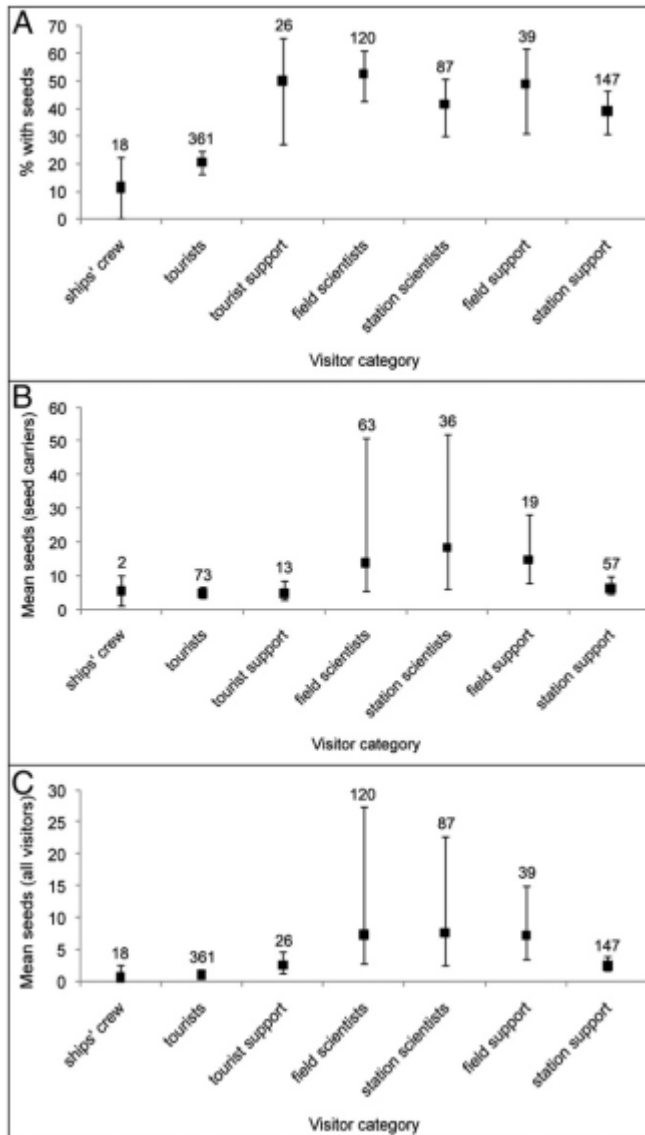 A
% with seeds
70
60
50
40
30
20
10
0
18
361
26
120
87
39
147
ships' crew
tourists
tourist support
field scientists
station scientists
field support
station support
Visitor category
B
Mean seeds (seed carriers)
60
50
40
30
20
10
0
2
73
13
63
36
19
57
ships' crew
tourists
tourist support
field scientists
station scientists
field support
station support
Visitor category
C
Mean seeds (all visitors)
30
25
20
15
10
5
0
18
361
26
120
87
39
147
ships' crew
tourists
tourist support
field scientists
station scientists
field support
station support
Visitor category